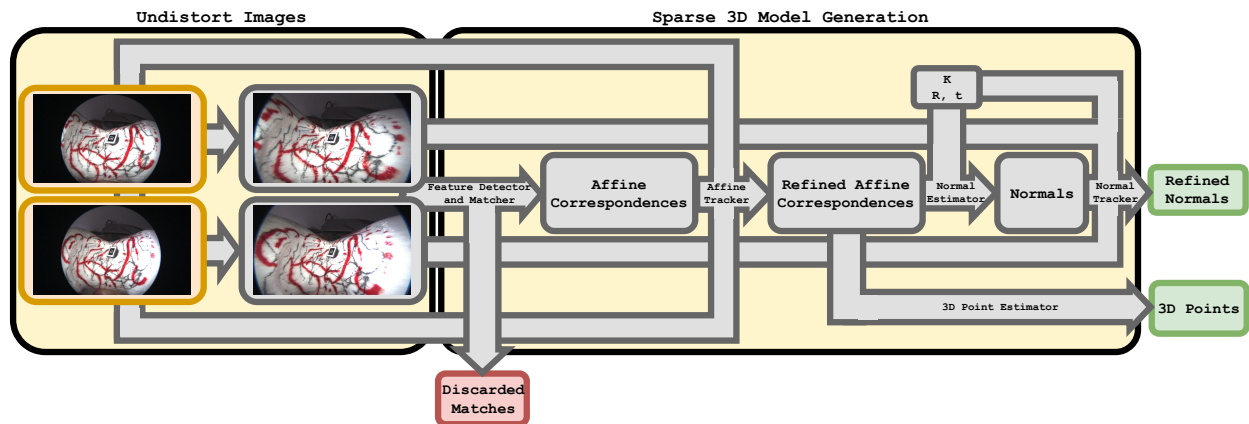 Undistort Images
Sparse 3D Model Generation
K
R, t
Feature Detector
and Matcher
Affine
Correspondences
Affine
Tracker
Refined Affine
Correspondences
Normal
Estimator
Normals
Normal
Tracker
Refined
Normals
3D Point Estimator
3D Points
Discarded
Matches